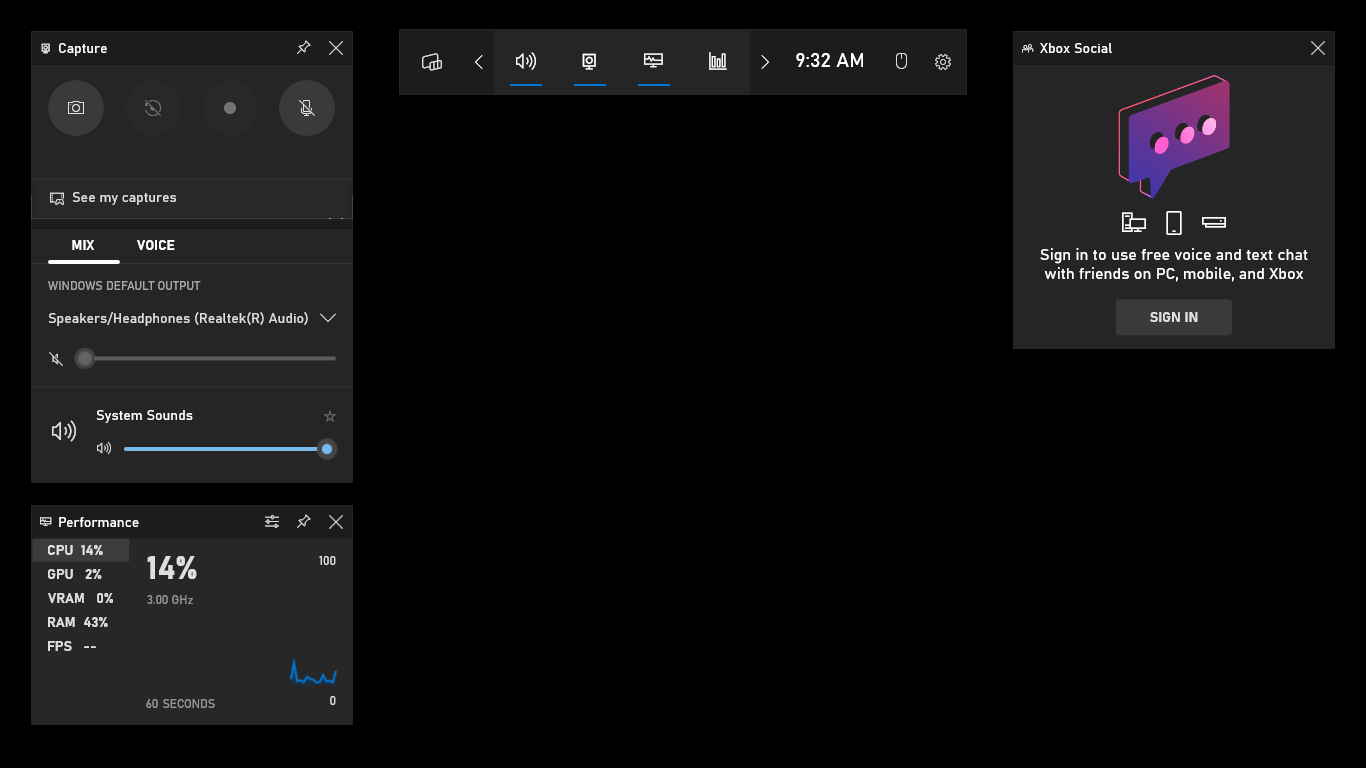 Capture
See my captures
MIX VOICE
WINDOWS DEFAULT OUTPUT
Speakers/Headphones (Realtek(R) Audio)
System Sounds
Performance
CPU 14%
GPU 2%
VRAM 0%
RAM 43%
FPS --
14%
3.00 GHz
100
60 SECONDS
0
9:32 AM
Xbox Social
Sign in to use free voice and text chat
with friends on PC, mobile, and Xbox
SIGN IN